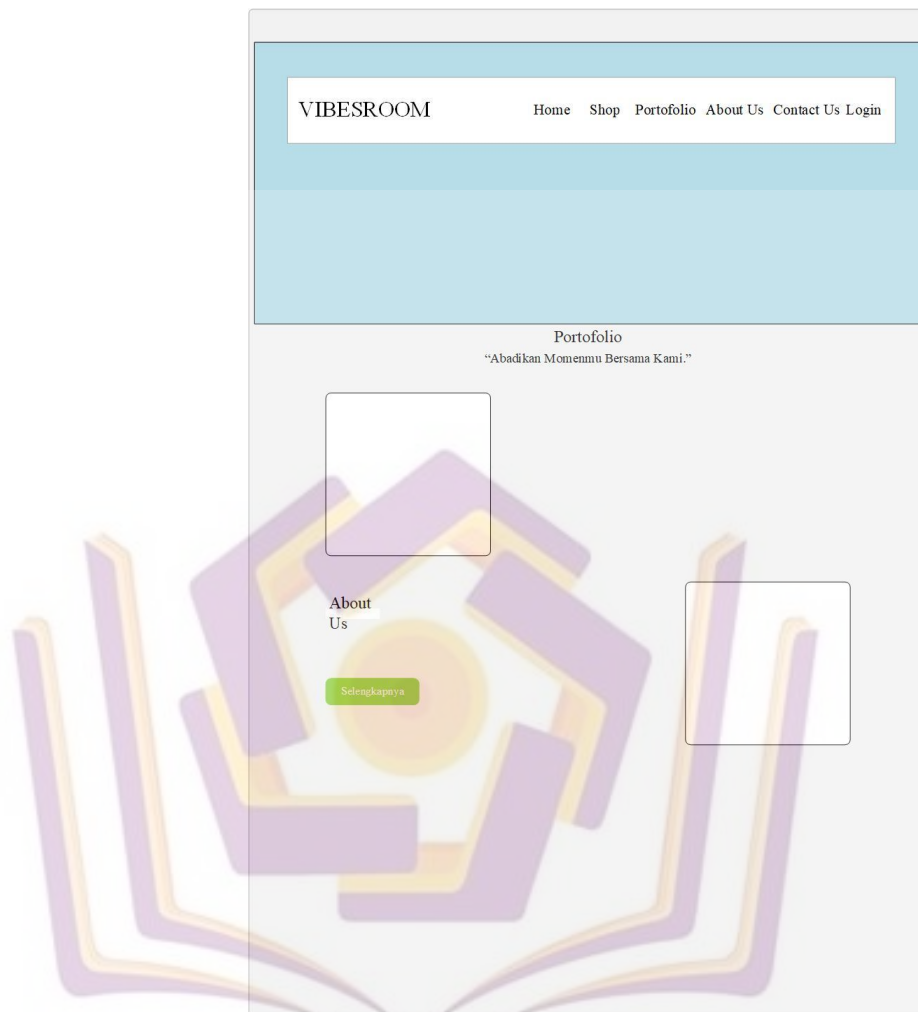 VIBESROOM Home Shop Portofolio About Us Contact Us Login
Portofolio
“Abadikan Momenmu Bersama Kami.”
About
Us
Selengkapnya